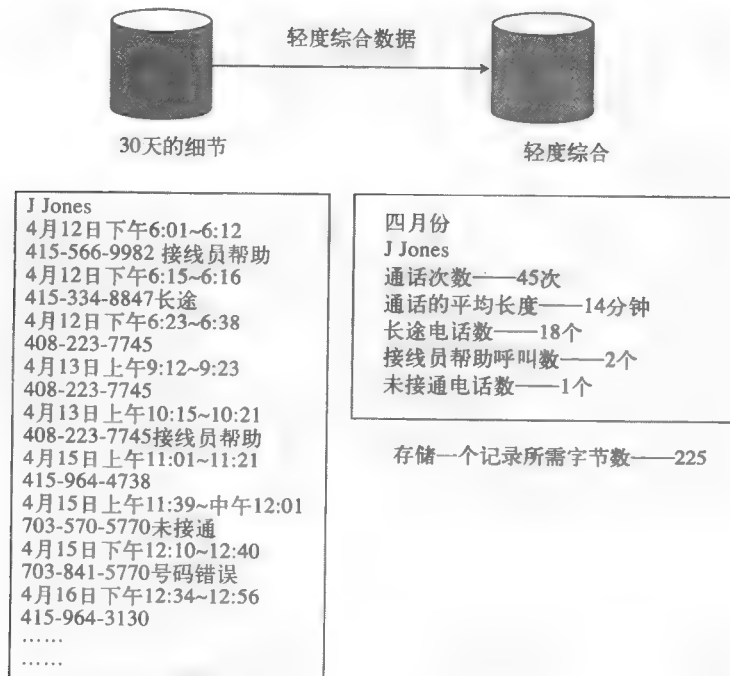 轻度综合数据
30天的细节
轻度综合
J Jones
4月12日下午6:01~6:12
415-566-9982 接线员帮助
4月12日下午6:15~6:16
415-334-8847长途
4月12日下午6:23~6:38
408-223-7745
4月13日上午9:12~9:23
408-223-7745
4月13日上午10:15~10:21
408-223-7745接线员帮助
4月15日上午11:01~11:21
415-964-4738
4月15日上午11:39~中午12:01
703-570-5770未接通
4月15日下午12:10~12:40
703-841-5770号码错误
4月16日下午12:34~12:56
415-964-3130
……
……
四月份
J Jones
通话次数——45次
通话的平均长度——14分钟
长途电话数——18个
接线员帮助呼叫数——2个
未接通电话数——1个
存储一个记录所需字节数——225